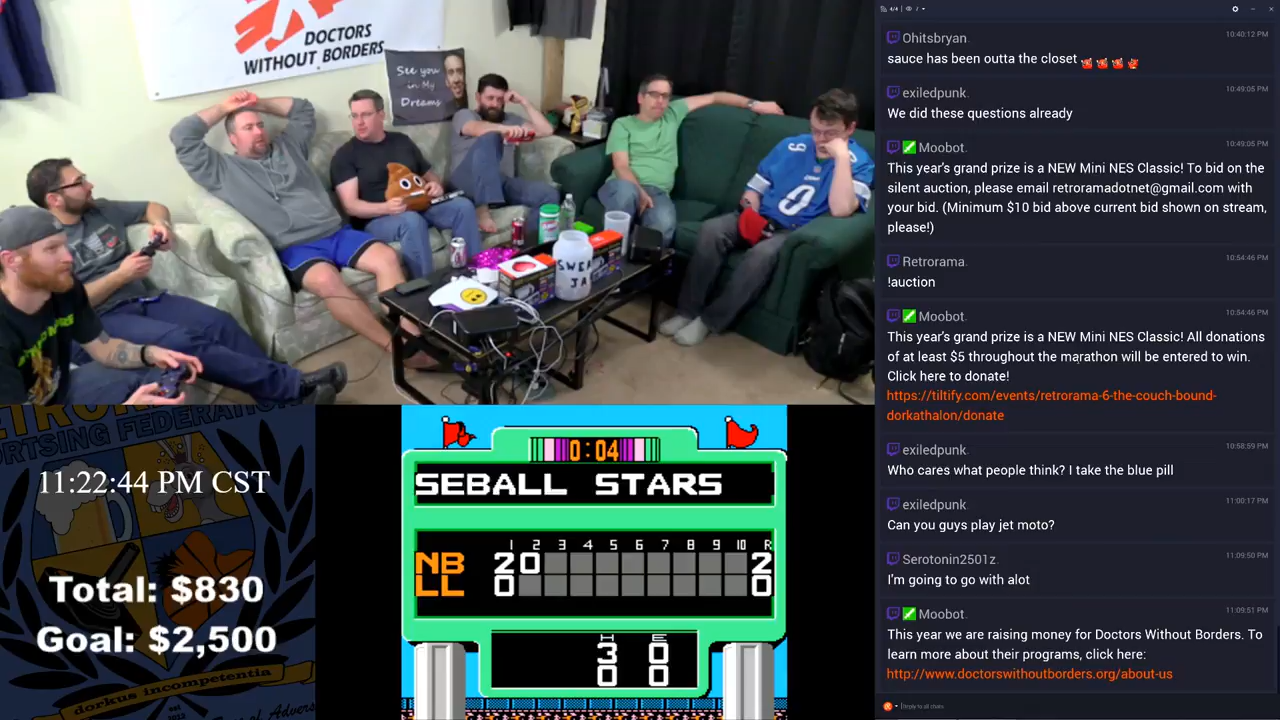 DOCTORS
WITHOUT BORDERS
See you
in My
Dreams
9
SWEAR
JA
SPORTSING FEDERATION
11:22:44 PM CST
Total: $830
Goal: $2,500
dorkus incompetentia
0:04
SEBALL STARS
1 2 3 4 5 6 7 8 9 10 R
NB 2 0 2
LL 0 0
H E
3 0
0 0
4/4
Ohitsbryan. 10:40:12 PM
sauce has been outta the closet
exiledpunk. 10:49:05 PM
We did these questions already
Moobot. 10:49:05 PM
This year's grand prize is a NEW Mini NES Classic! To bid on the
silent auction, please email retroramadotnet@gmail.com with
your bid. (Minimum $10 bid above current bid shown on stream,
please!)
Retrorama. 10:54:46 PM
!auction
Moobot. 10:54:46 PM
This year's grand prize is a NEW Mini NES Classic! All donations
of at least $5 throughout the marathon will be entered to win.
Click here to donate!
https://tiltify.com/events/retrorama-6-the-couch-bound-
dorkathalon/donate
exiledpunk. 10:58:59 PM
Who cares what people think? I take the blue pill
exiledpunk. 11:00:17 PM
Can you guys play jet moto?
Serotonin2501z. 11:09:50 PM
I'm going to go with alot
Moobot. 11:09:51 PM
This year we are raising money for Doctors Without Borders. To
learn more about their programs, click here:
http://www.doctorswithoutborders.org/about-us
Reply to all chats